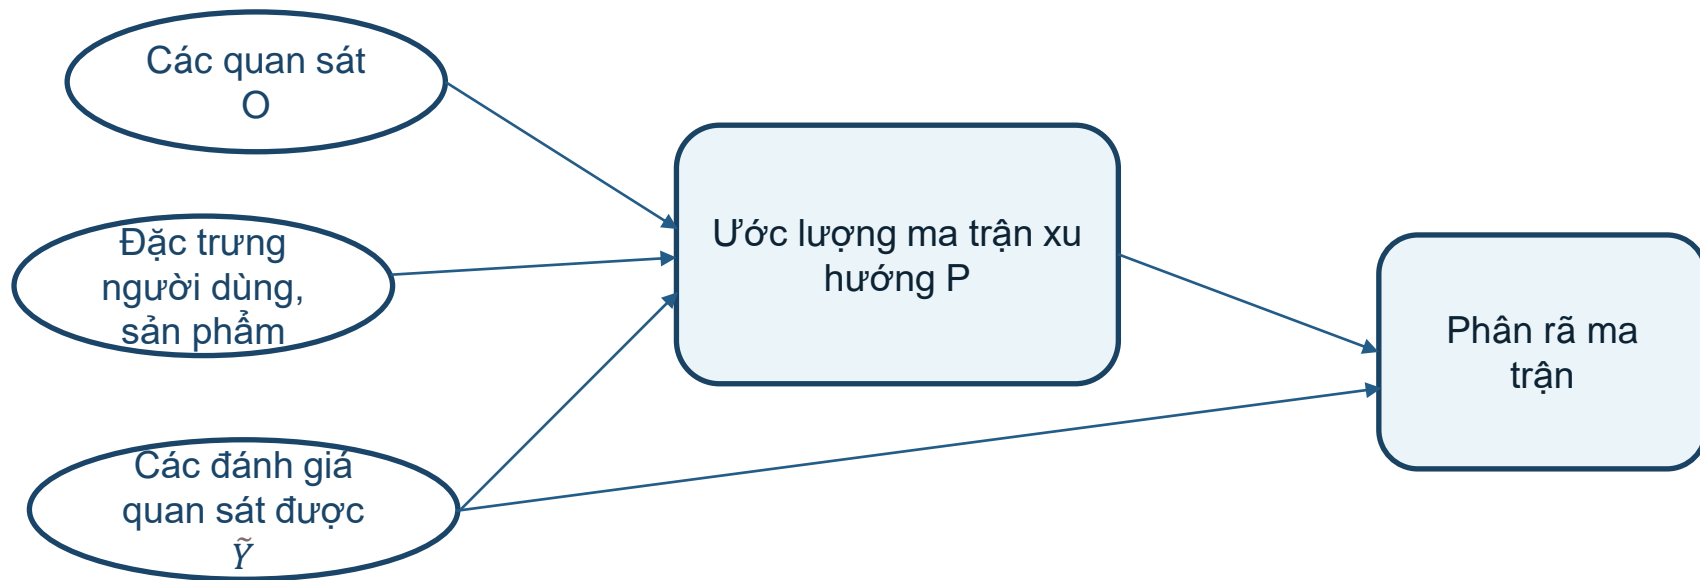 Các quan sát
O
Đặc trưng
người dùng,
sản phẩm
Các đánh giá
quan sát được
Ỹ
Ước lượng ma trận xu
hướng P
Phân rã ma
trận